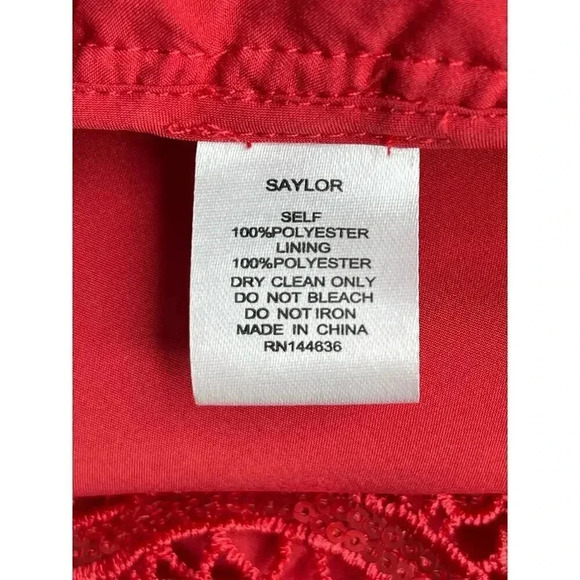 SAYLOR
SELF
100%POLYESTER
LINING
100%POLYESTER
DRY CLEAN ONLY
DO NOT BLEACH
DO NOT IRON
MADE IN CHINA
RN144636